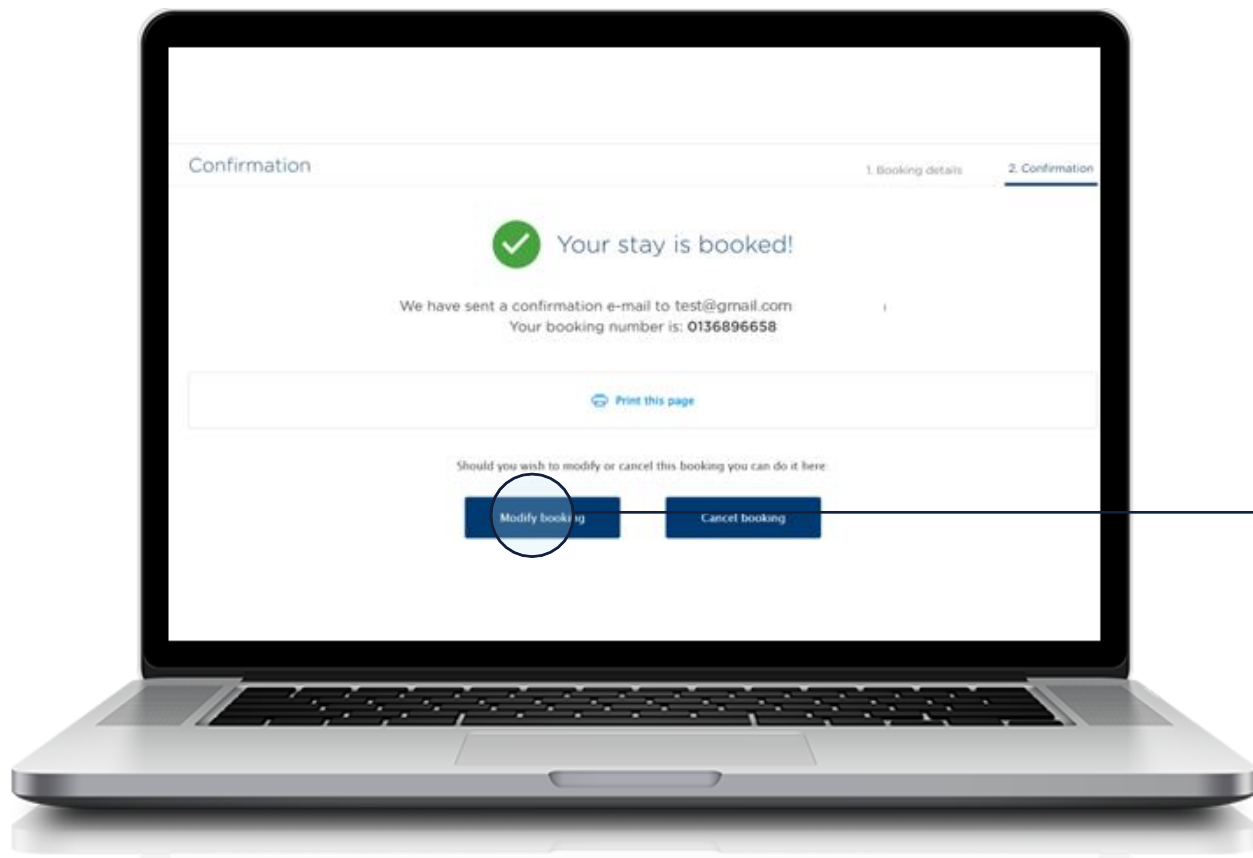 Confirmation
1. Booking details
2. Confirmation
Your stay is booked!
We have sent a confirmation e-mail to test@gmail.com
Your booking number is: 0136896658
Print this page
Should you wish to modify or cancel this booking you can do it here
Modify booking
Cancel booking